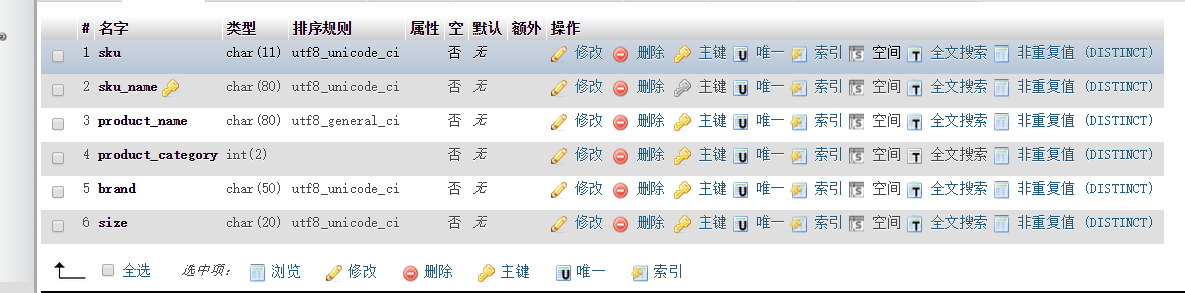 # 名字 类型 排序规则 属性 空 默认 额外 操作
1 sku char(11) utf8_unicode_ci 否 无 修改 删除 主键 唯一 索引 空间 全文搜索 非重复值 (DISTINCT)
2 sku_name char(80) utf8_unicode_ci 否 无 修改 删除 主键 唯一 索引 空间 全文搜索 非重复值 (DISTINCT)
3 product_name char(80) utf8_general_ci 否 无 修改 删除 主键 唯一 索引 空间 全文搜索 非重复值 (DISTINCT)
4 product_category int(2) 否 无 修改 删除 主键 唯一 索引 空间 全文搜索 非重复值 (DISTINCT)
5 brand char(50) utf8_unicode_ci 否 无 修改 删除 主键 唯一 索引 空间 全文搜索 非重复值 (DISTINCT)
6 size char(20) utf8_unicode_ci 否 无 修改 删除 主键 唯一 索引 空间 全文搜索 非重复值 (DISTINCT)
全选 选中项： 浏览 修改 删除 主键 唯一 索引